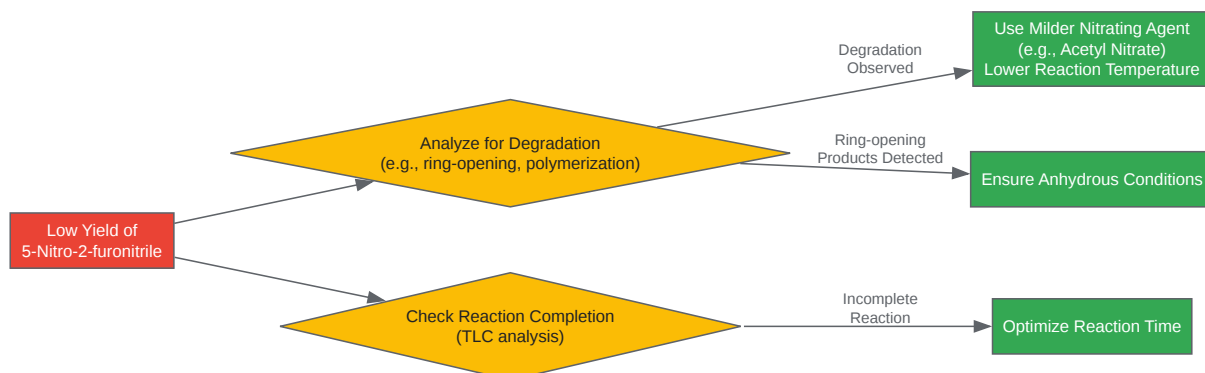 Low Yield of
5-Nitro-2-furonitrile
Analyze for Degradation
(e.g., ring-opening, polymerization)
Check Reaction Completion
(TLC analysis)
Degradation
Observed
Ring-opening
Products Detected
Incomplete
Reaction
Use Milder Nitrating Agent
(e.g., Acetyl Nitrate)
Lower Reaction Temperature
Ensure Anhydrous Conditions
Optimize Reaction Time